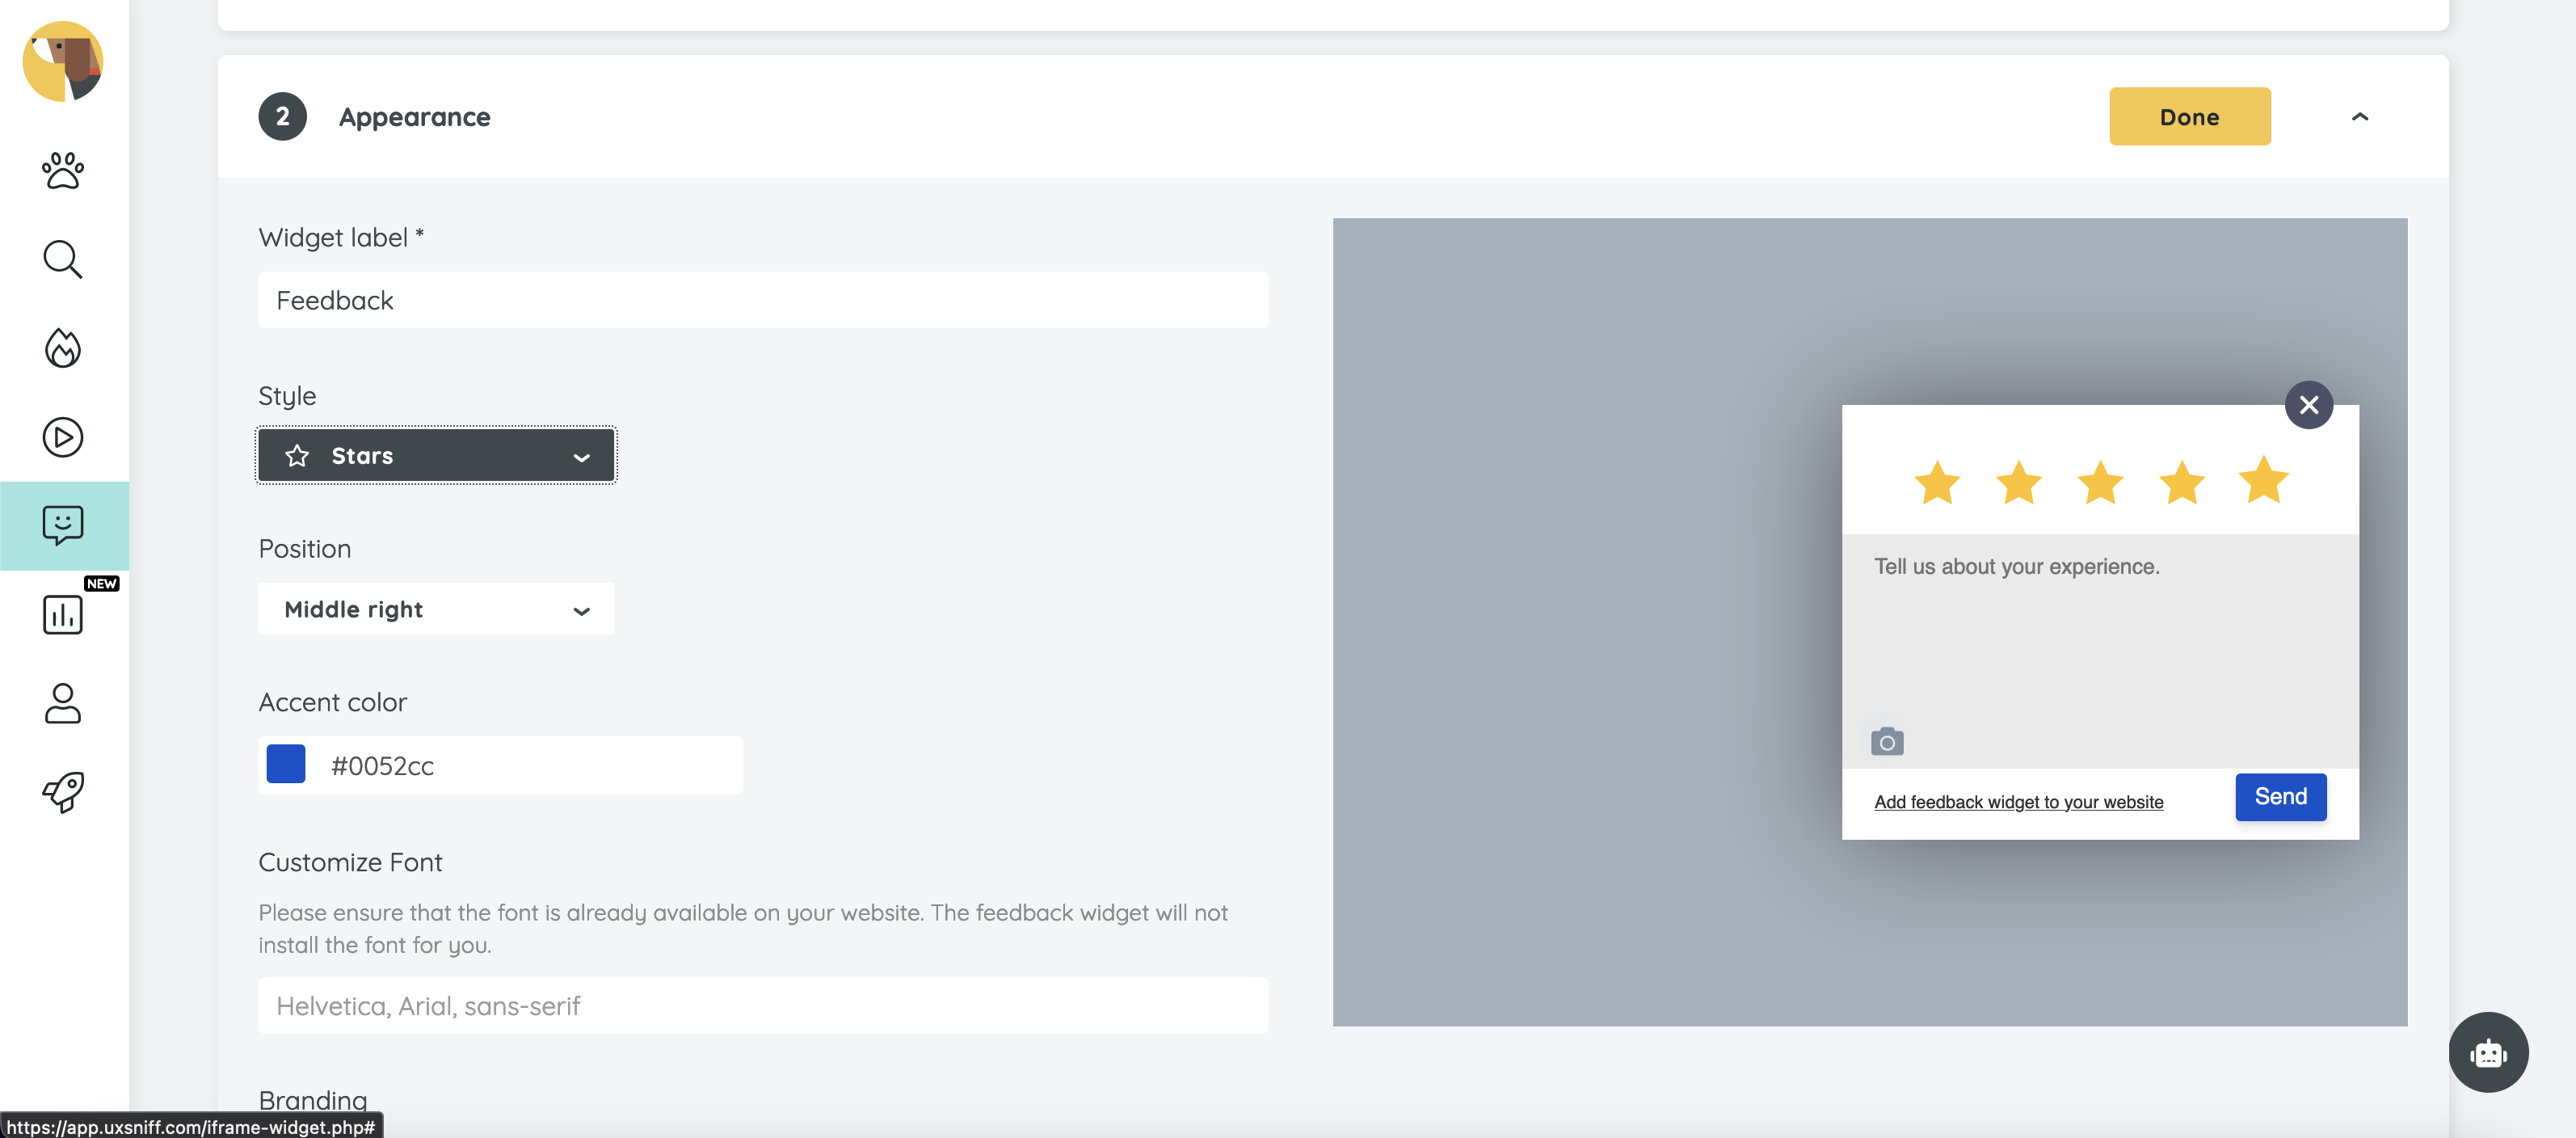 2 Appearance
Done
Widget label *
Feedback
Style
Stars
Position
Middle right
Accent color
#0052cc
Customize Font
Please ensure that the font is already available on your website. The feedback widget will not
install the font for you.
Helvetica, Arial, sans-serif
Branding
Tell us about your experience.
Add feedback widget to your website
Send
NEW
https://app.uxsniff.com/iframe-widget.php#